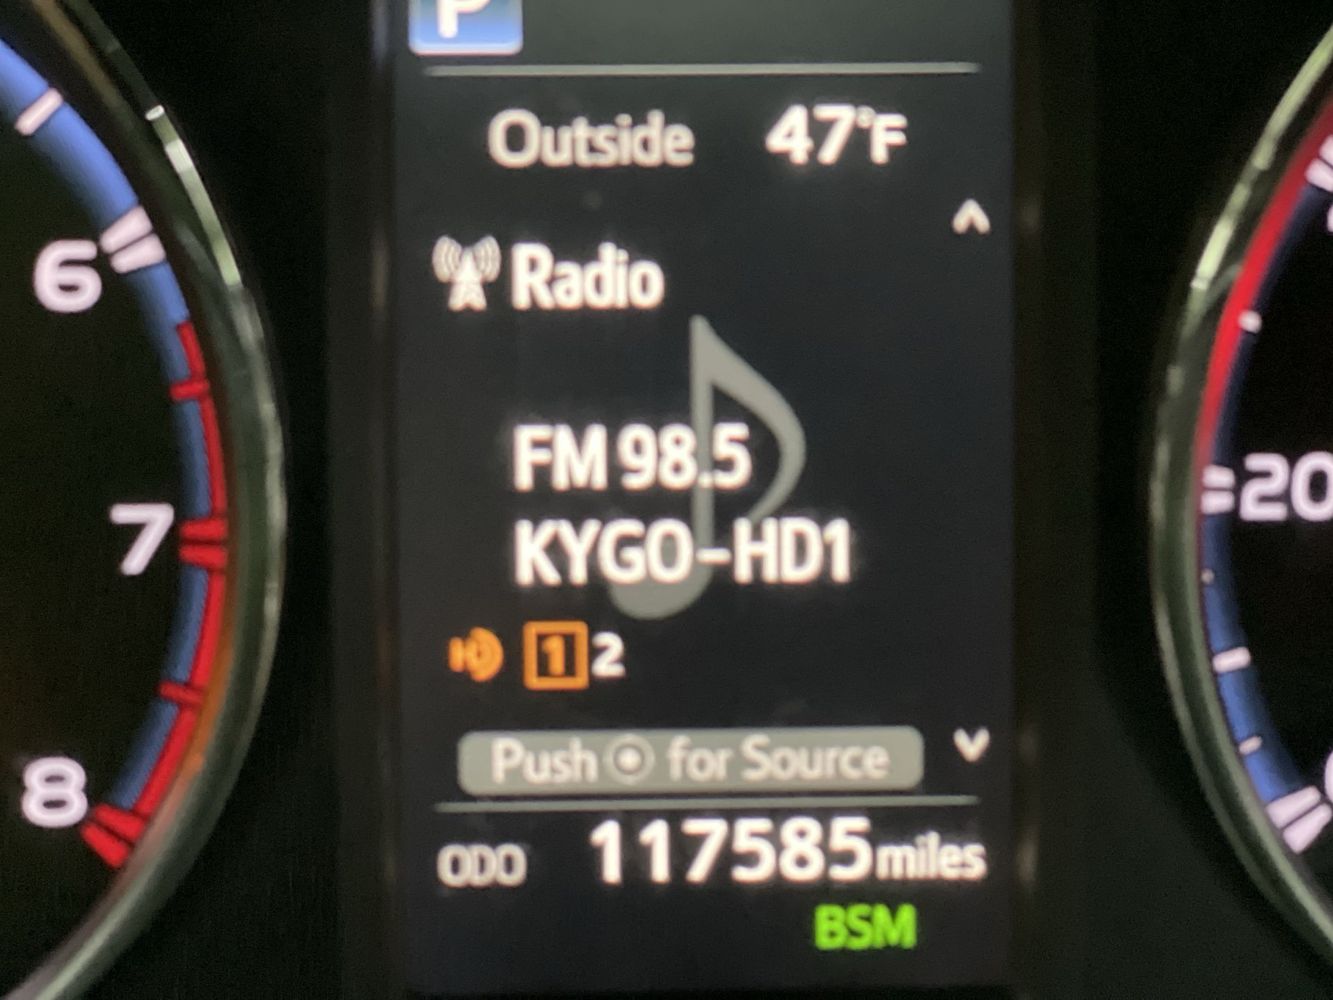 P
Outside 47°F
Radio
FM 98.5
KYGO-HD1
1 2
Push for Source
ODO 117585 miles
BSM
6
7
8
20